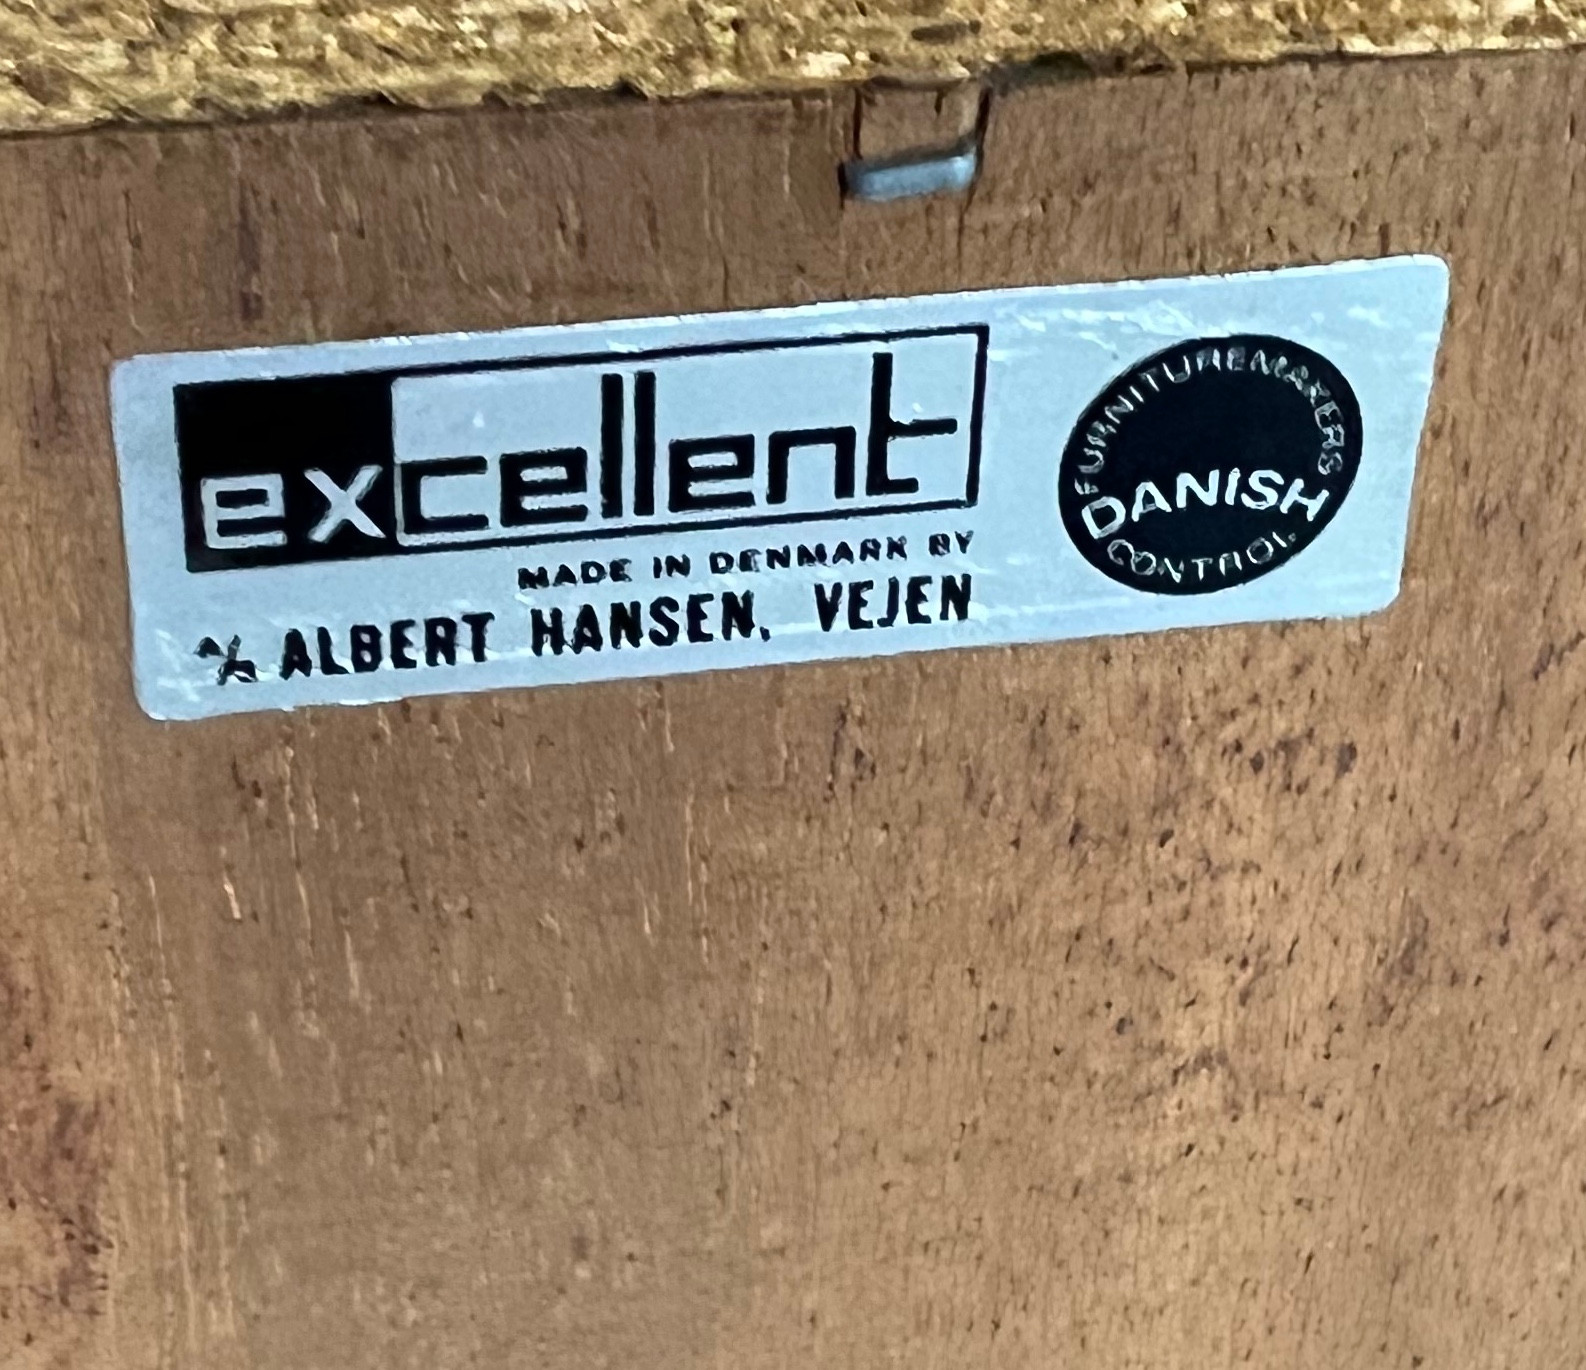 excellent
MADE IN DENMARK BY
A/S ALBERT HANSEN, VEJEN
FURNITUREMAKERS
DANISH
CONTROL